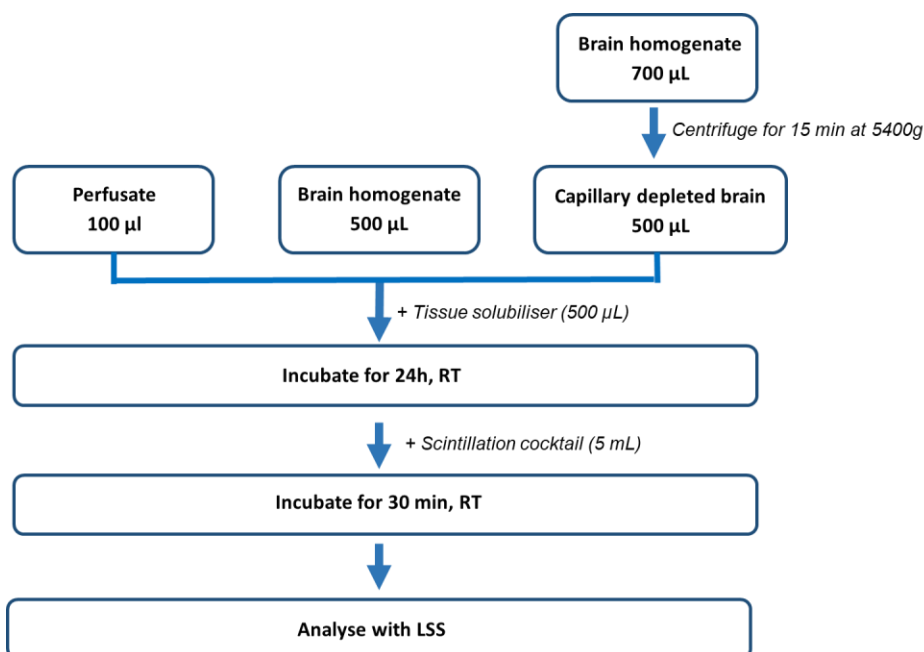 Brain homogenate
700 µL
Centrifuge for 15 min at 5400g
Perfusate
100 µl
Brain homogenate
500 µL
Capillary depleted brain
500 µL
+ Tissue solubiliser (500 µL)
Incubate for 24h, RT
+ Scintillation cocktail (5 mL)
Incubate for 30 min, RT
Analyse with LSS